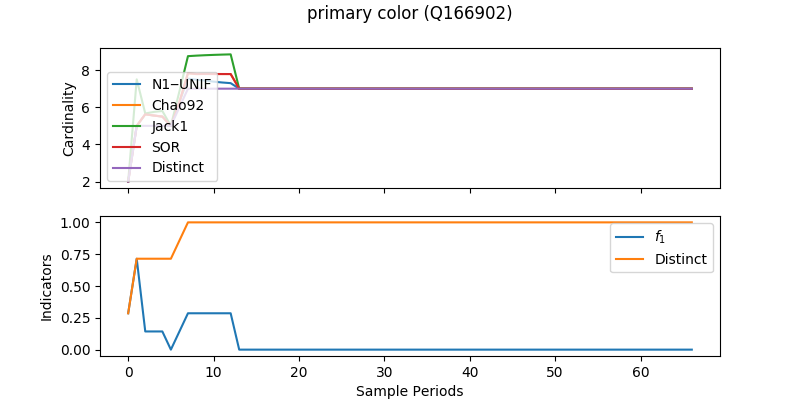 primary color (Q166902)
Cardinality
8
6
4
2
N1−UNIF
Chao92
Jack1
SOR
Distinct
Indicators
1.00
0.75
0.50
0.25
0.00
f1
Distinct
0 10 20 30 40 50 60
Sample Periods